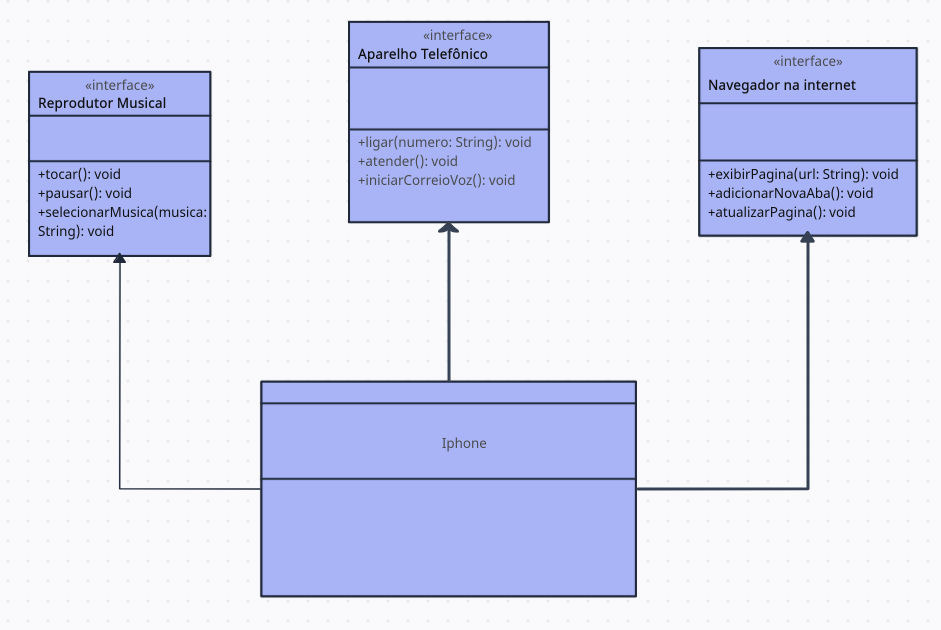 «interface»
Reprodutor Musical
+tocar(): void
+pausar(): void
+selecionarMusica(musica:
String): void
«interface»
Aparelho Telefônico
+ligar(numero: String): void
+atender(): void
+iniciarCorreioVoz(): void
«interface»
Navegador na internet
+exibirPagina(url: String): void
+adicionarNovaAba(): void
+atualizarPagina(): void
Iphone